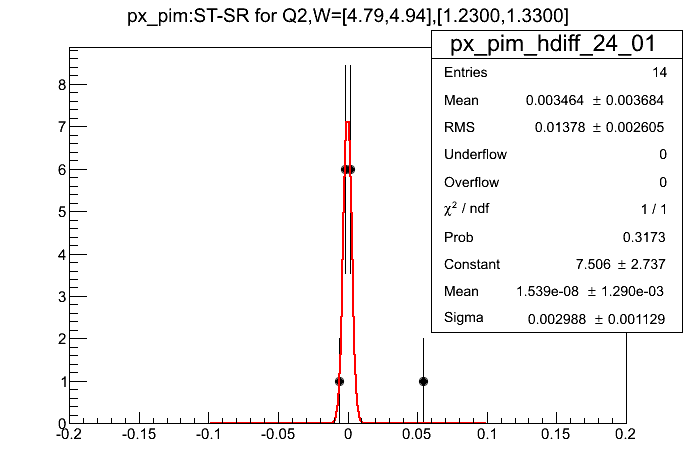 px_pim:ST-SR for Q2,W=[4.79,4.94],[1.2300,1.3300]
px_pim_hdiff_24_01
Entries 14
Mean 0.003464 ± 0.003684
RMS 0.01378 ± 0.002605
Underflow 0
Overflow 0
χ² / ndf 1 / 1
Prob 0.3173
Constant 7.506 ± 2.737
Mean 1.539e-08 ± 1.290e-03
Sigma 0.002988 ± 0.001129
8
7
6
5
4
3
2
1
0
-0.2 -0.15 -0.1 -0.05 0 0.05 0.1 0.15 0.2